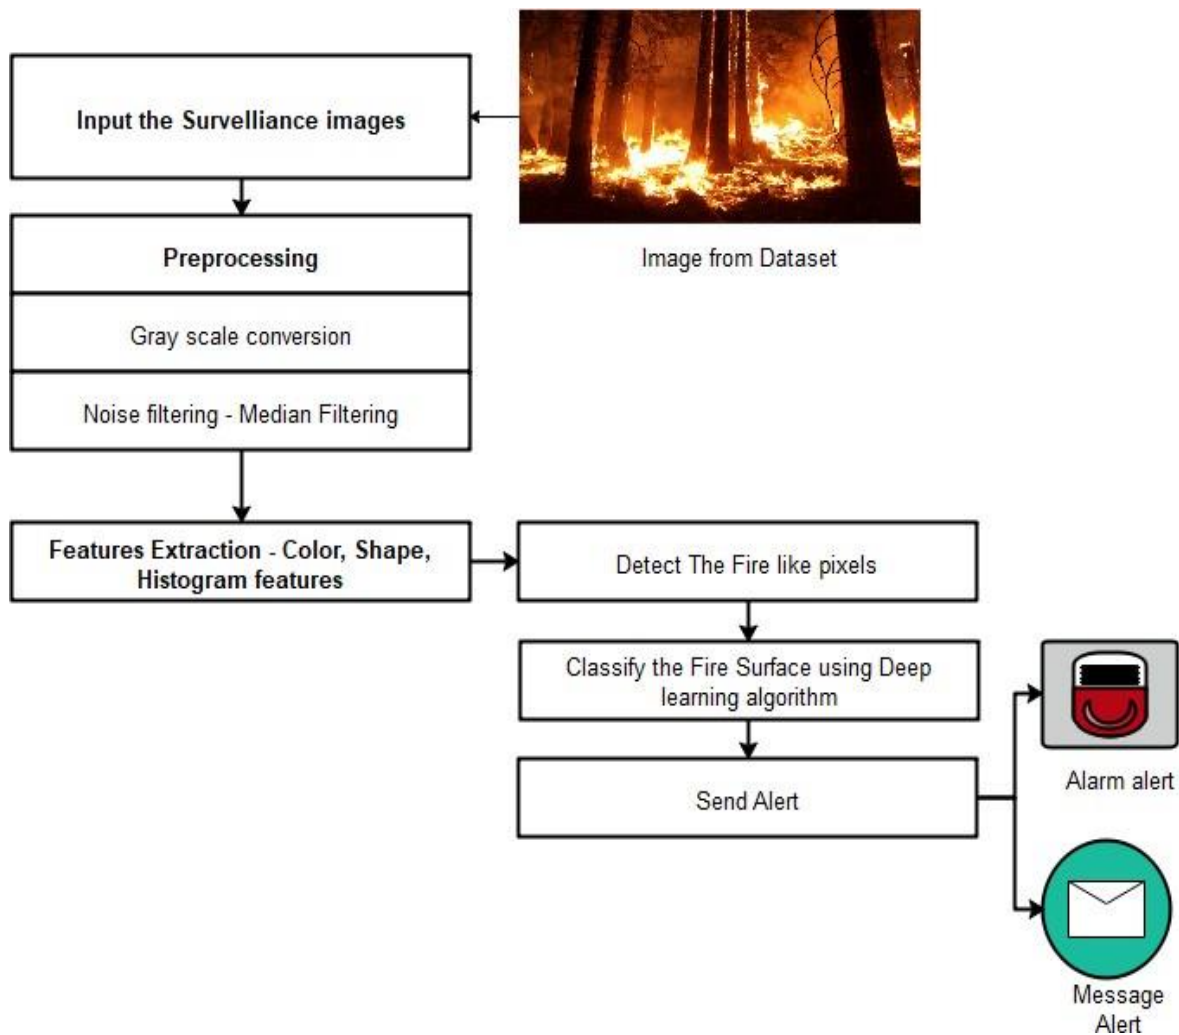 Input the Survelliance images
Image from Dataset
Preprocessing
Gray scale conversion
Noise filtering - Median Filtering
Features Extraction - Color, Shape,
Histogram features
Detect The Fire like pixels
Classify the Fire Surface using Deep
learning algorithm
Send Alert
Alarm alert
Message
Alert